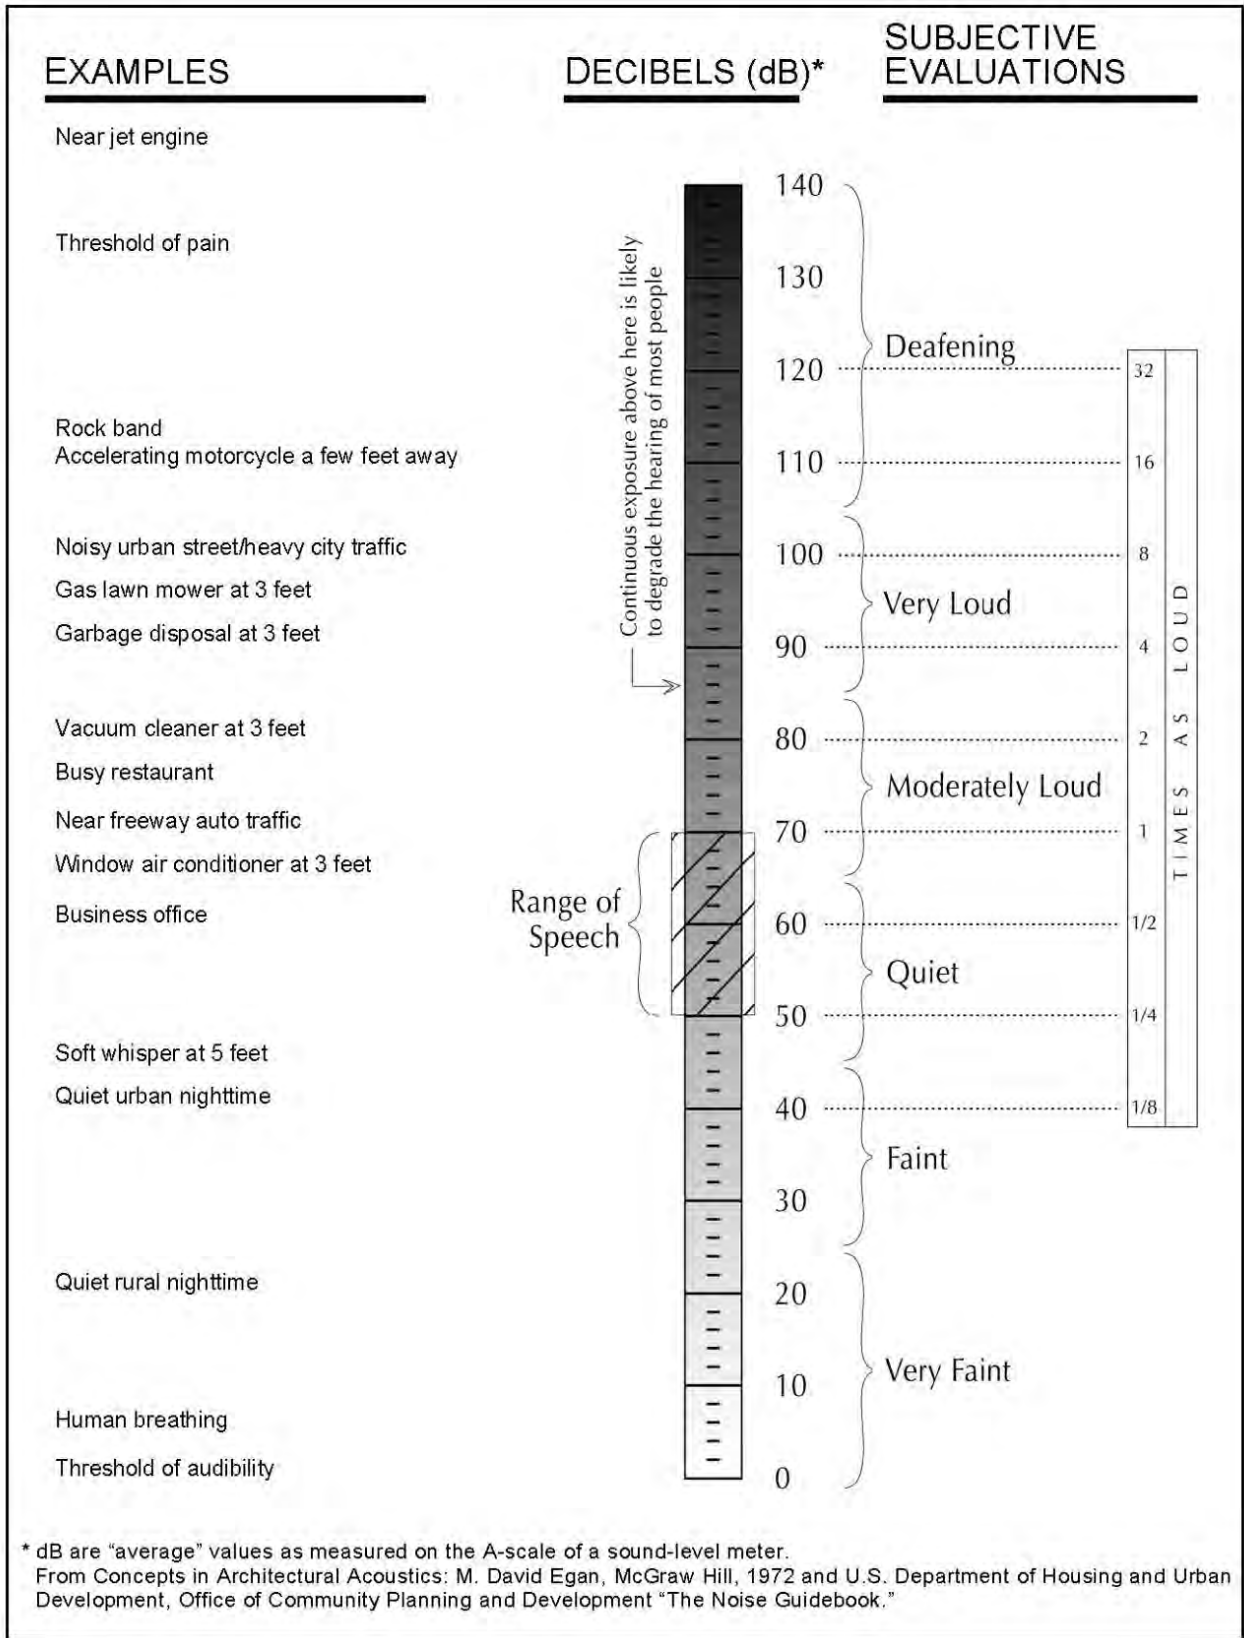 EXAMPLES
DECIBELS (dB)*
SUBJECTIVE
EVALUATIONS
Near jet engine
Threshold of pain
Rock band
Accelerating motorcycle a few feet away
Noisy urban street/heavy city traffic
Gas lawn mower at 3 feet
Garbage disposal at 3 feet
Vacuum cleaner at 3 feet
Busy restaurant
Near freeway auto traffic
Window air conditioner at 3 feet
Business office
Soft whisper at 5 feet
Quiet urban nighttime
Quiet rural nighttime
Human breathing
Threshold of audibility
Continuous exposure above here is likely
to degrade the hearing of most people
Range of
Speech
140
130
120
110
100
90
80
70
60
50
40
30
20
10
0
Deafening
Very Loud
Moderately Loud
Quiet
Faint
Very Faint
32
16
8
4
2
1
1/2
1/4
1/8
TIMES AS LOUD
* dB are “average” values as measured on the A-scale of a sound-level meter.
From Concepts in Architectural Acoustics: M. David Egan, McGraw Hill, 1972 and U.S. Department of Housing and Urban
Development, Office of Community Planning and Development “The Noise Guidebook.”